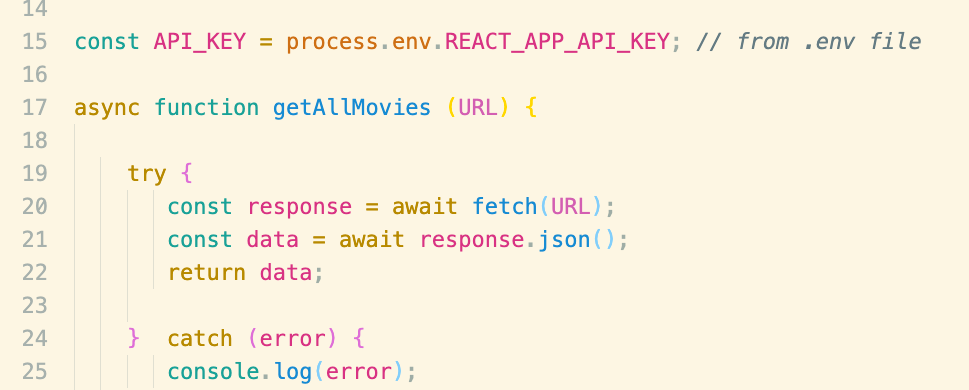 14
15 const API_KEY = process.env.REACT_APP_API_KEY; // from .env file
16
17 async function getAllMovies (URL) {
18
19 try {
20 const response = await fetch(URL);
21 const data = await response.json();
22 return data;
23
24 } catch (error) {
25 console.log(error);